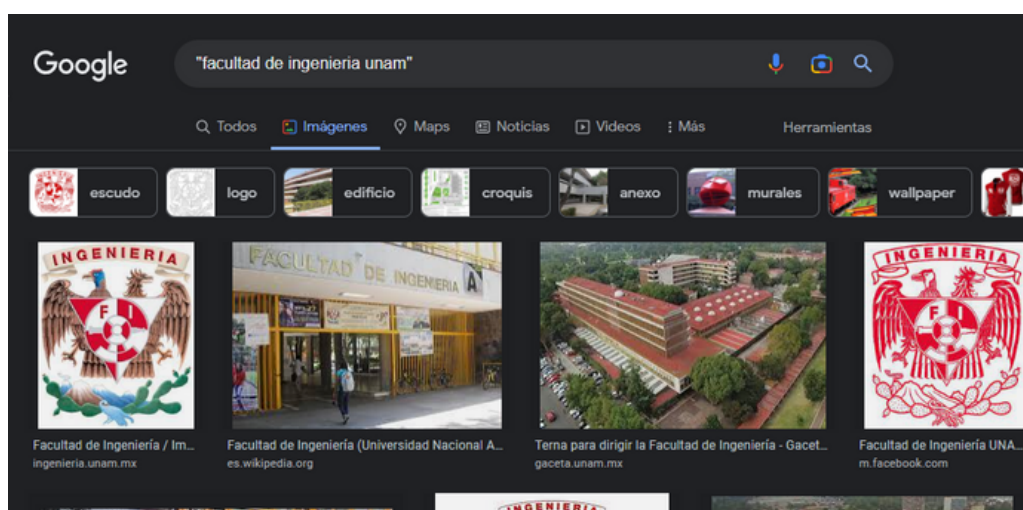 Google
"facultad de ingenieria unam"
Todos
Imágenes
Maps
Noticias
Videos
Más
Herramientas
escudo
logo
edificio
croquis
anexo
murales
wallpaper
INGENIERIA
F I
FACULTAD DE INGENIERIA A
INGENIERIA
F I
Facultad de Ingeniería / Im...
ingenieria.unam.mx
Facultad de Ingeniería (Universidad Nacional A...
es.wikipedia.org
Terna para dirigir la Facultad de Ingeniería - Gacet...
gaceta.unam.mx
Facultad de Ingeniería UNA...
m.facebook.com
INGENIERIA